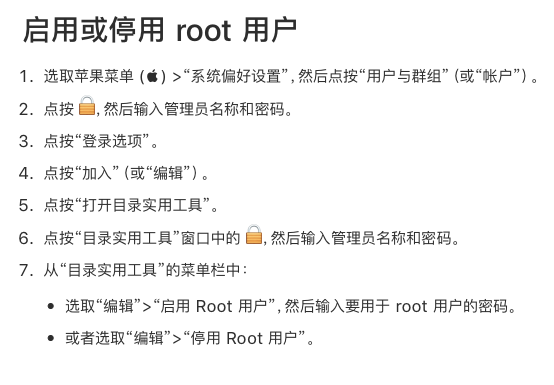 启用或停用 root 用户
1. 选取苹果菜单 () >“系统偏好设置”,然后点按“用户与群组”(或“帐户”)。
2. 点按 🔒,然后输入管理员名称和密码。
3. 点按“登录选项”。
4. 点按“加入”(或“编辑”)。
5. 点按“打开目录实用工具”。
6. 点按“目录实用工具”窗口中的 🔒,然后输入管理员名称和密码。
7. 从“目录实用工具”的菜单栏中:
• 选取“编辑”>“启用 Root 用户”,然后输入要用于 root 用户的密码。
• 或者选取“编辑”>“停用 Root 用户”。